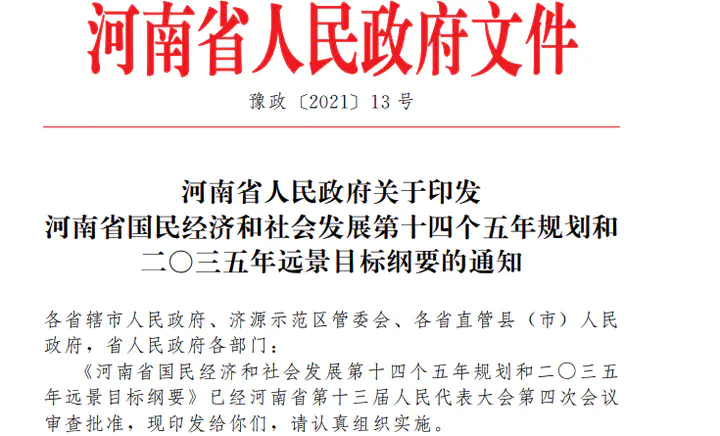 河南省人民政府文件
豫政〔2021〕13号
河南省人民政府关于印发
河南省国民经济和社会发展第十四个五年规划和
二〇三五年远景目标纲要的通知
各省辖市人民政府、济源示范区管委会、各省直管县（市）人民
政府，省人民政府各部门：
《河南省国民经济和社会发展第十四个五年规划和二〇三五
年远景目标纲要》已经河南省第十三届人民代表大会第四次会议
审查批准，现印发给你们，请认真组织实施。